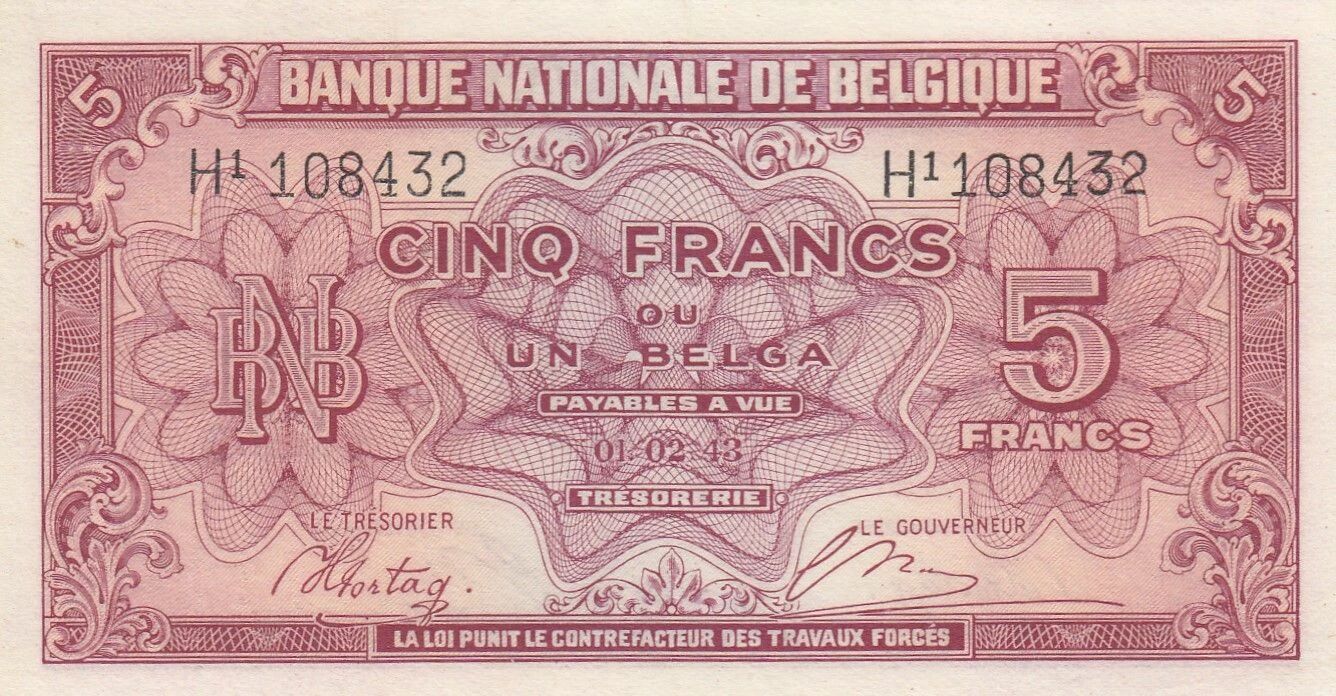 5 BANQUE NATIONALE DE BELGIQUE 5
H1 108432 H1 108432
CINQ FRANCS
OU
UN BELGA
PAYABLES A VUE
01.02 43
TRÉSORERIE
BNB
5
FRANCS
LE TRÉSORIER LE GOUVERNEUR
LA LOI PUNIT LE CONTREFACTEUR DES TRAVAUX FORCÉS